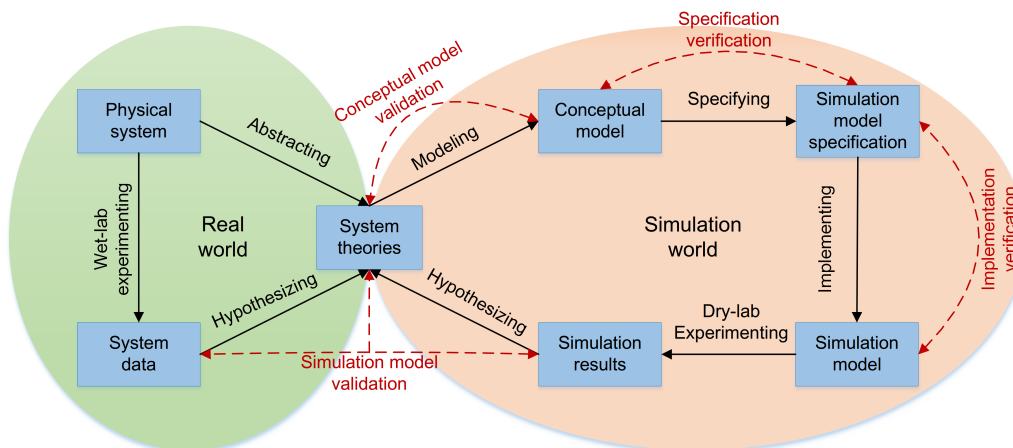 Specification
verification
Conceptual model
validation
Physical
system
Abstracting
Modeling
Conceptual
model
Specifying
Simulation
model
specification
Wet-lab
experimenting
Real
world
System
theories
Simulation
world
Implementing
Implementation
verification
Hypothesizing
Hypothesizing
Dry-lab
Experimenting
System
data
Simulation model
validation
Simulation
results
Simulation
model